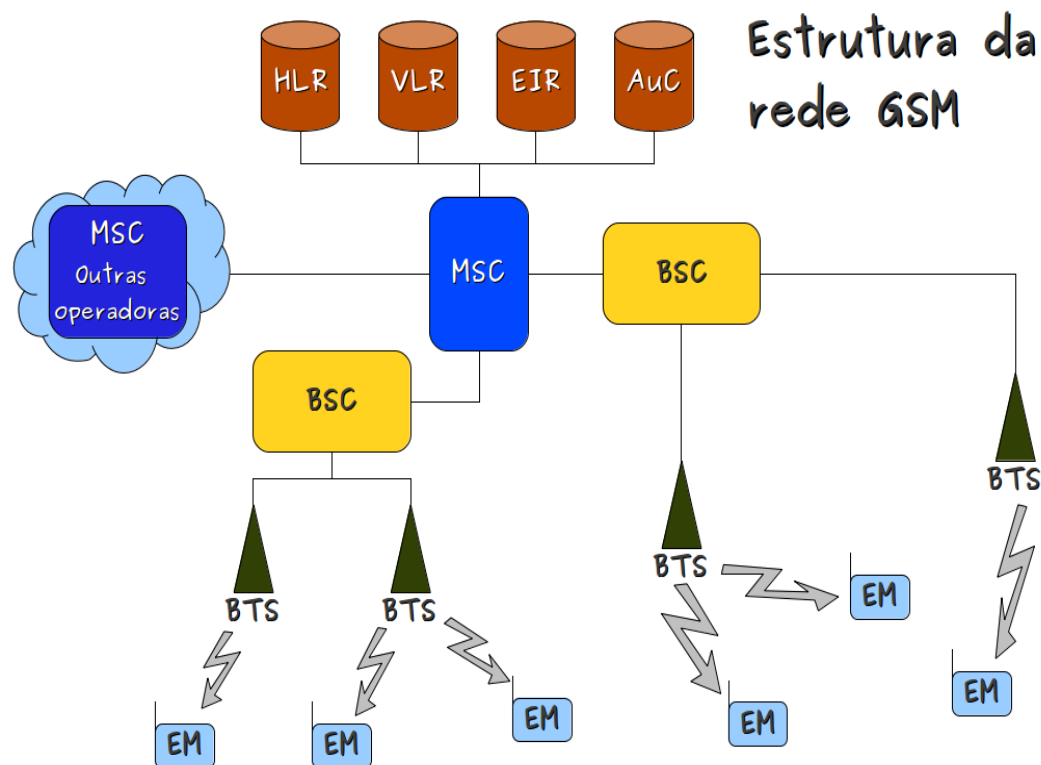 Estrutura da
rede GSM
HLR
VLR
EIR
AuC
MSC
Outras
operadoras
MSC
BSC
BSC
BTS
BTS
BTS
BTS
EM
EM
EM
EM
EM
EM